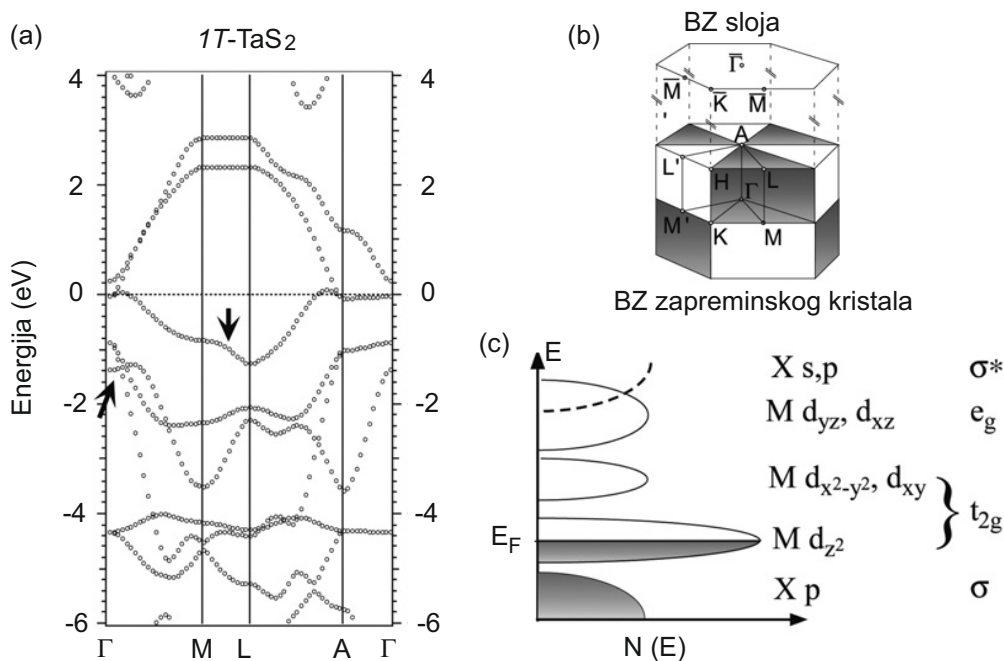 (a)
1T-TaS2
Energija (eV)
4
2
0
-2
-4
-6
4
2
0
-2
-4
-6
Γ
M
L
A
Γ
(b)
BZ sloja
Γ̅
M̅
'
K̅
M̅
A
L'
H
L
Γ
M'
K
M
BZ zapreminskog kristala
(c)
E
X s,p σ*
M dyz, dxz eg
M dx2-y2, dxy
} t2g
EF
M dz2
X p σ
N (E)